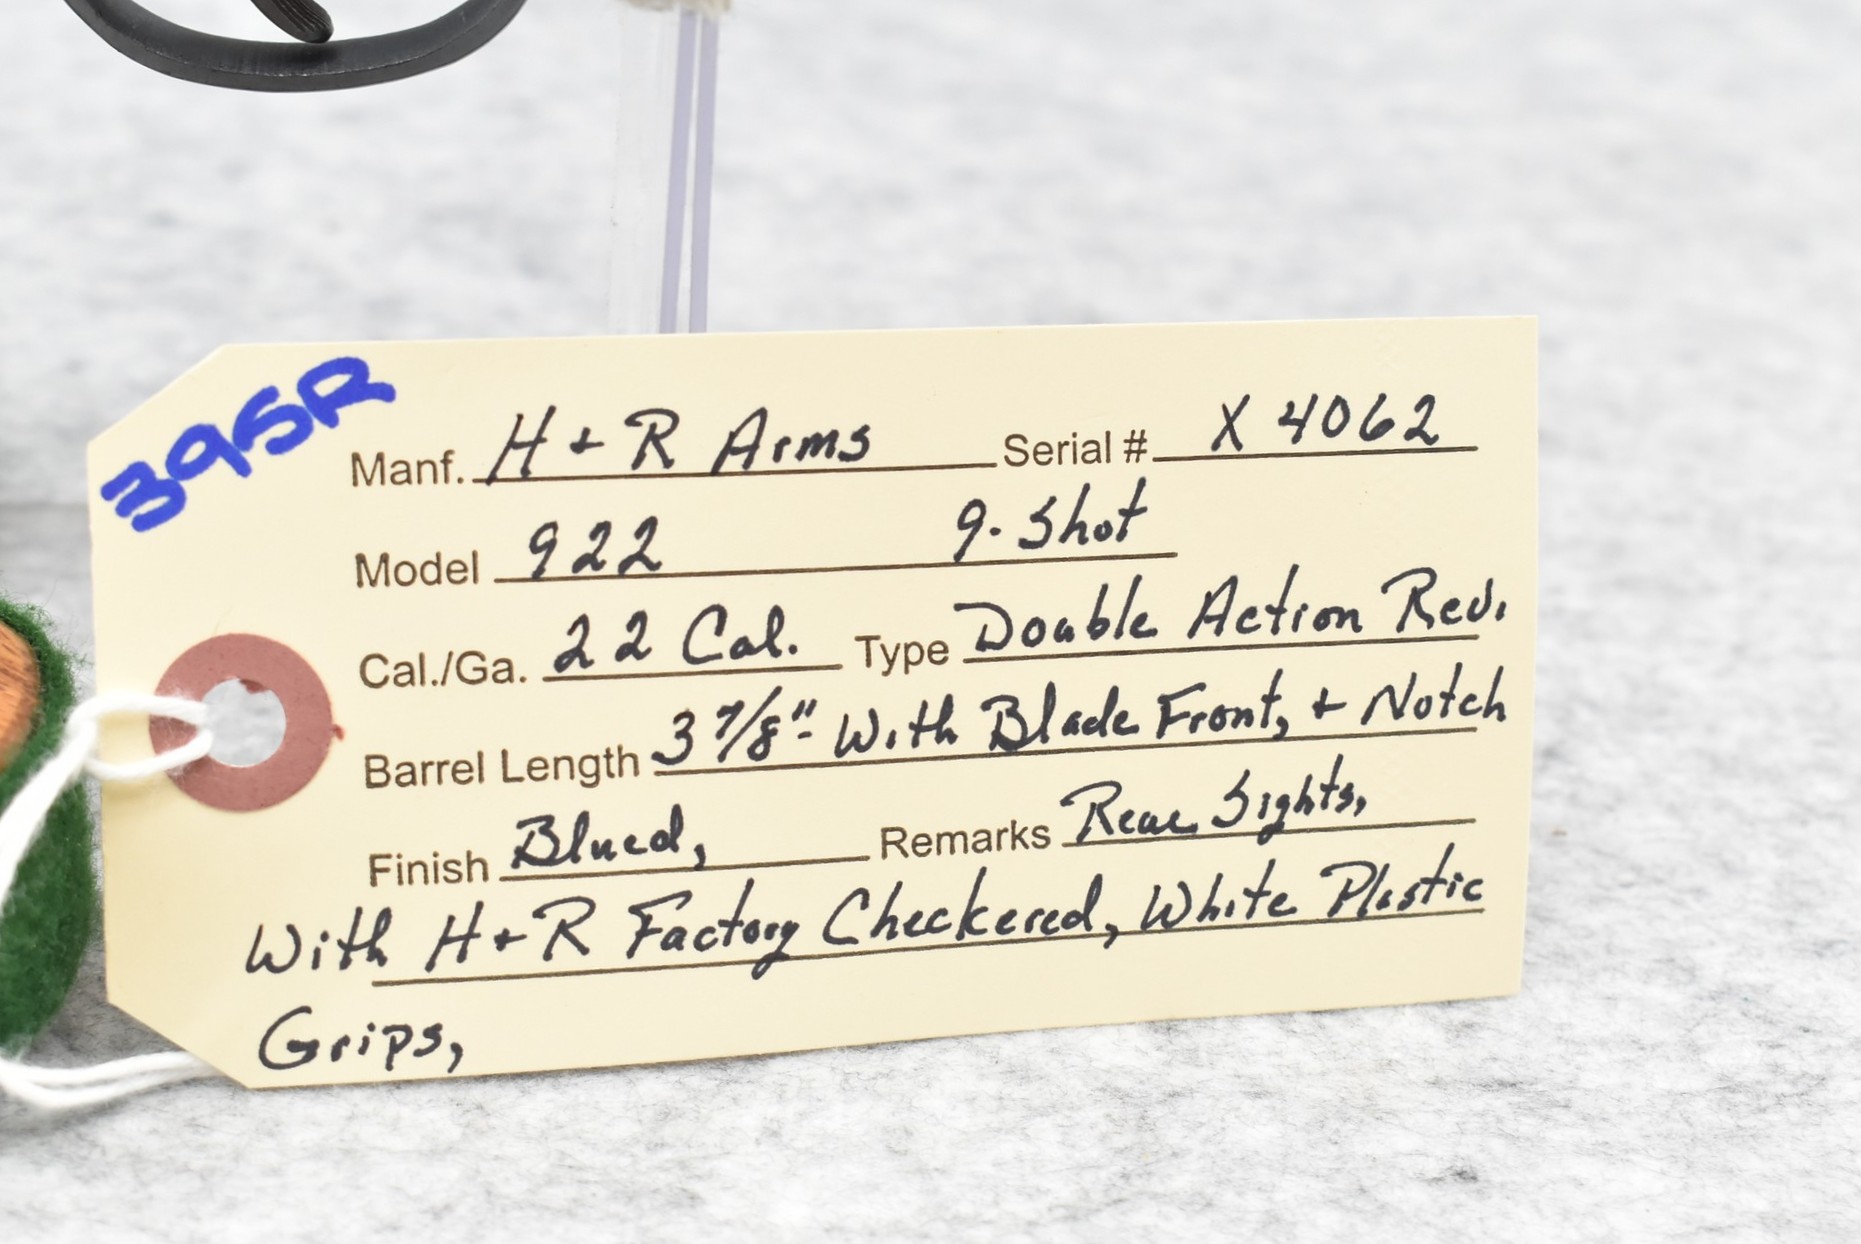 395R
Manf. H + R Arms Serial # X 4062
Model 922 9-Shot
Cal./Ga. 22 Cal. Type Double Action Rev.
Barrel Length 3 7/8"- With Blade Front, + Notch
Finish Blued, Remarks Rear Sights,
With H + R Factory Checkered, White Plastic
Grips,